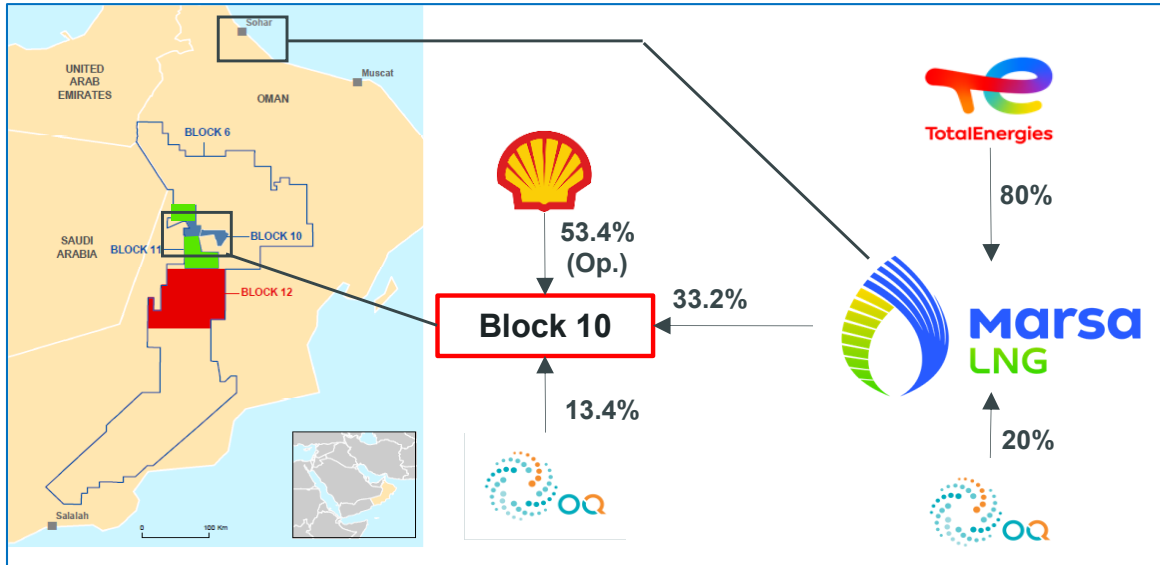 Sohar
UNITED
ARAB
EMIRATES
Muscat
OMAN
BLOCK 6
SAUDI
ARABIA
BLOCK 10
BLOCK 11
BLOCK 12
Salalah
0 100 Km
53.4%
(Op.)
Block 10
33.2%
13.4%
OQ
TotalEnergies
80%
Marsa
LNG
20%
OQ